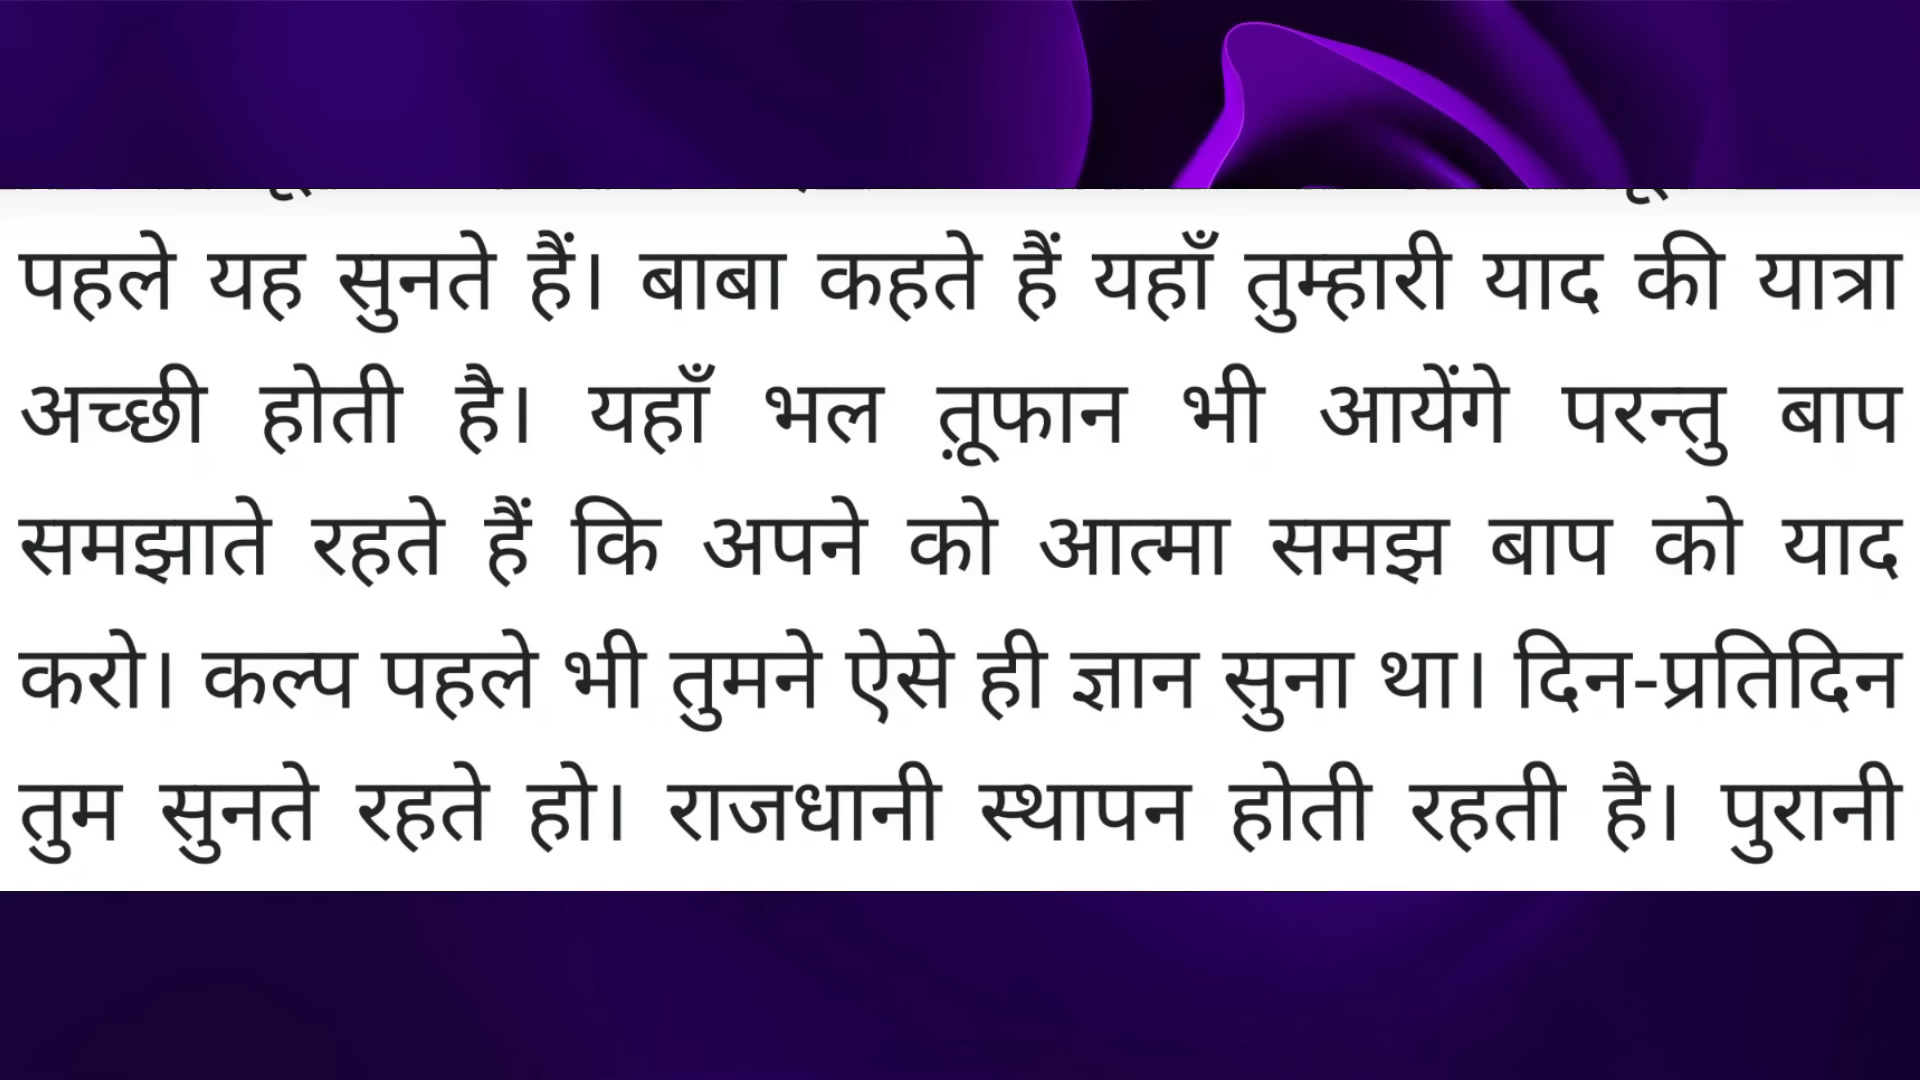 पहले यह सुनते हैं। बाबा कहते हैं यहाँ तुम्हारी याद की यात्रा
अच्छी होती है। यहाँ भल त़ूफान भी आयेंगे परन्तु बाप
समझाते रहते हैं कि अपने को आत्मा समझ बाप को याद
करो। कल्प पहले भी तुमने ऐसे ही ज्ञान सुना था। दिन-प्रतिदिन
तुम सुनते रहते हो। राजधानी स्थापन होती रहती है। पुरानी